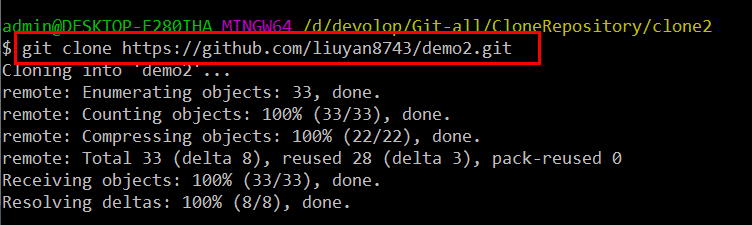 admin@DESKTOP-F280IHA MINGW64 /d/devolop/Git-all/CloneRepository/clone2
$ git clone https://github.com/liuyan8743/demo2.git
Cloning into 'demo2'...
remote: Enumerating objects: 33, done.
remote: Counting objects: 100% (33/33), done.
remote: Compressing objects: 100% (22/22), done.
remote: Total 33 (delta 8), reused 28 (delta 3), pack-reused 0
Receiving objects: 100% (33/33), done.
Resolving deltas: 100% (8/8), done.